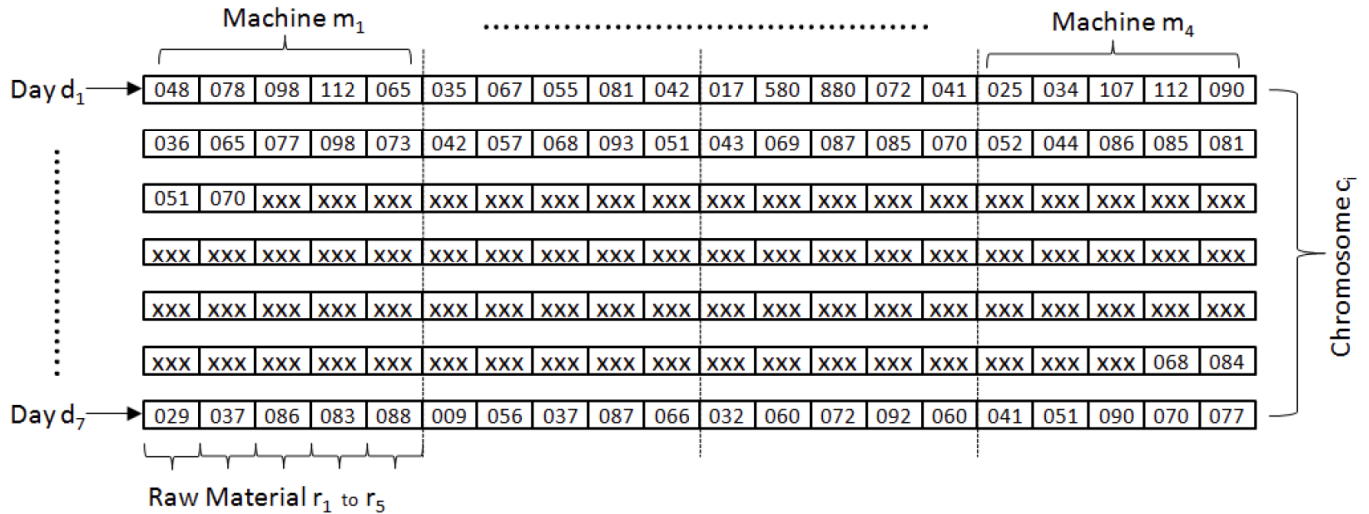 Machine m1 Machine m4
Day d1 048 078 098 112 065 035 067 055 081 042 017 580 880 072 041 025 034 107 112 090
036 065 077 098 073 042 057 068 093 051 043 069 087 085 070 052 044 086 085 081
051 070 xxx xxx xxx xxx xxx xxx xxx xxx xxx xxx xxx xxx xxx xxx xxx xxx xxx xxx
xxx xxx xxx xxx xxx xxx xxx xxx xxx xxx xxx xxx xxx xxx xxx xxx xxx xxx xxx xxx
xxx xxx xxx xxx xxx xxx xxx xxx xxx xxx xxx xxx xxx xxx xxx xxx xxx xxx xxx xxx
xxx xxx xxx xxx xxx xxx xxx xxx xxx xxx xxx xxx xxx xxx xxx xxx xxx xxx 068 084
Day d7 029 037 086 083 088 009 056 037 087 066 032 060 072 092 060 041 051 090 070 077
Raw Material r1 to r5
Chromosome ci